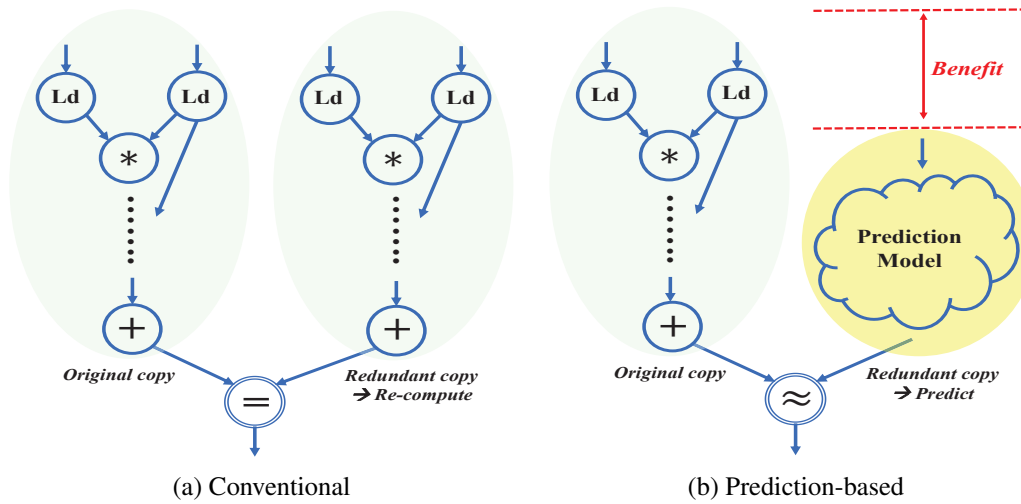 Ld
Ld
*
+
Original copy
Ld
Ld
*
+
Redundant copy
→ Re-compute
=
(a) Conventional
Ld
Ld
*
+
Original copy
Benefit
Prediction
Model
Redundant copy
→ Predict
≈
(b) Prediction-based